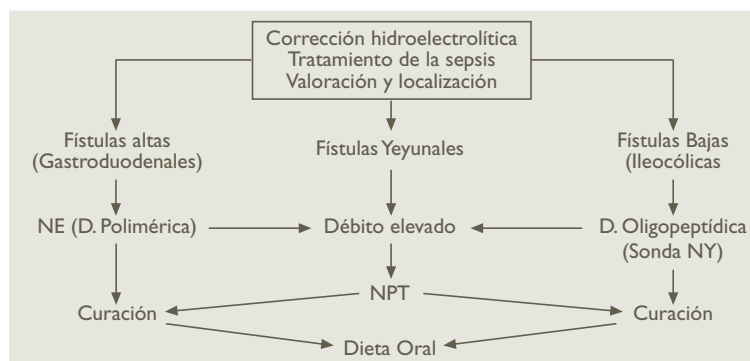 Corrección hidroelectrolítica
Tratamiento de la sepsis
Valoración y localización
Fístulas altas
(Gastroduodenales)
Fístulas Yeyunales
Fístulas Bajas
(Ileocólicas
NE (D. Polimérica)
Débito elevado
D. Oligopeptídica
(Sonda NY)
NPT
Curación
Curación
Dieta Oral